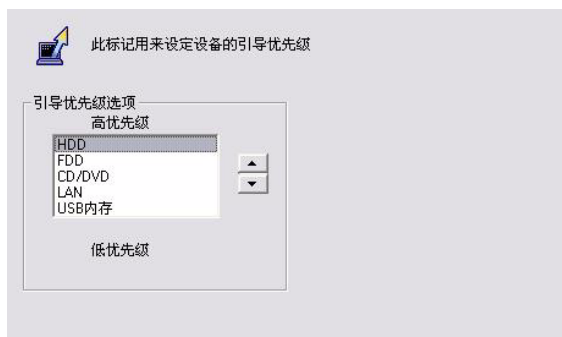 此标记用来设定设备的引导优先级
引导优先级选项
高优先级
HDD
FDD
CD/DVD
LAN
USB内存
低优先级